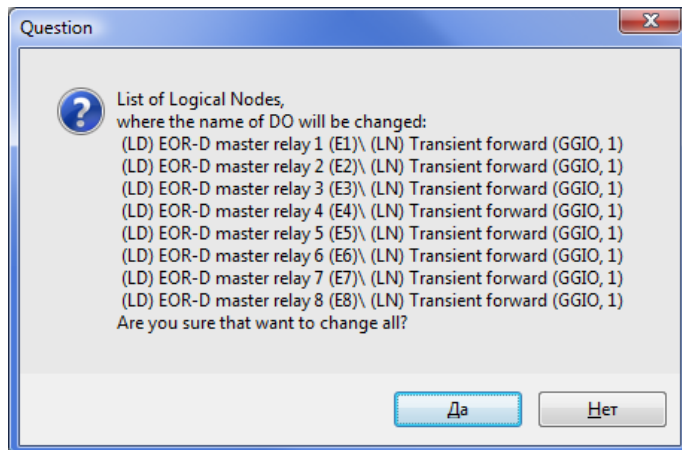 Question
List of Logical Nodes,
where the name of DO will be changed:
(LD) EOR-D master relay 1 (E1)\ (LN) Transient forward (GGIO, 1)
(LD) EOR-D master relay 2 (E2)\ (LN) Transient forward (GGIO, 1)
(LD) EOR-D master relay 3 (E3)\ (LN) Transient forward (GGIO, 1)
(LD) EOR-D master relay 4 (E4)\ (LN) Transient forward (GGIO, 1)
(LD) EOR-D master relay 5 (E5)\ (LN) Transient forward (GGIO, 1)
(LD) EOR-D master relay 6 (E6)\ (LN) Transient forward (GGIO, 1)
(LD) EOR-D master relay 7 (E7)\ (LN) Transient forward (GGIO, 1)
(LD) EOR-D master relay 8 (E8)\ (LN) Transient forward (GGIO, 1)
Are you sure that want to change all?
Да Нет